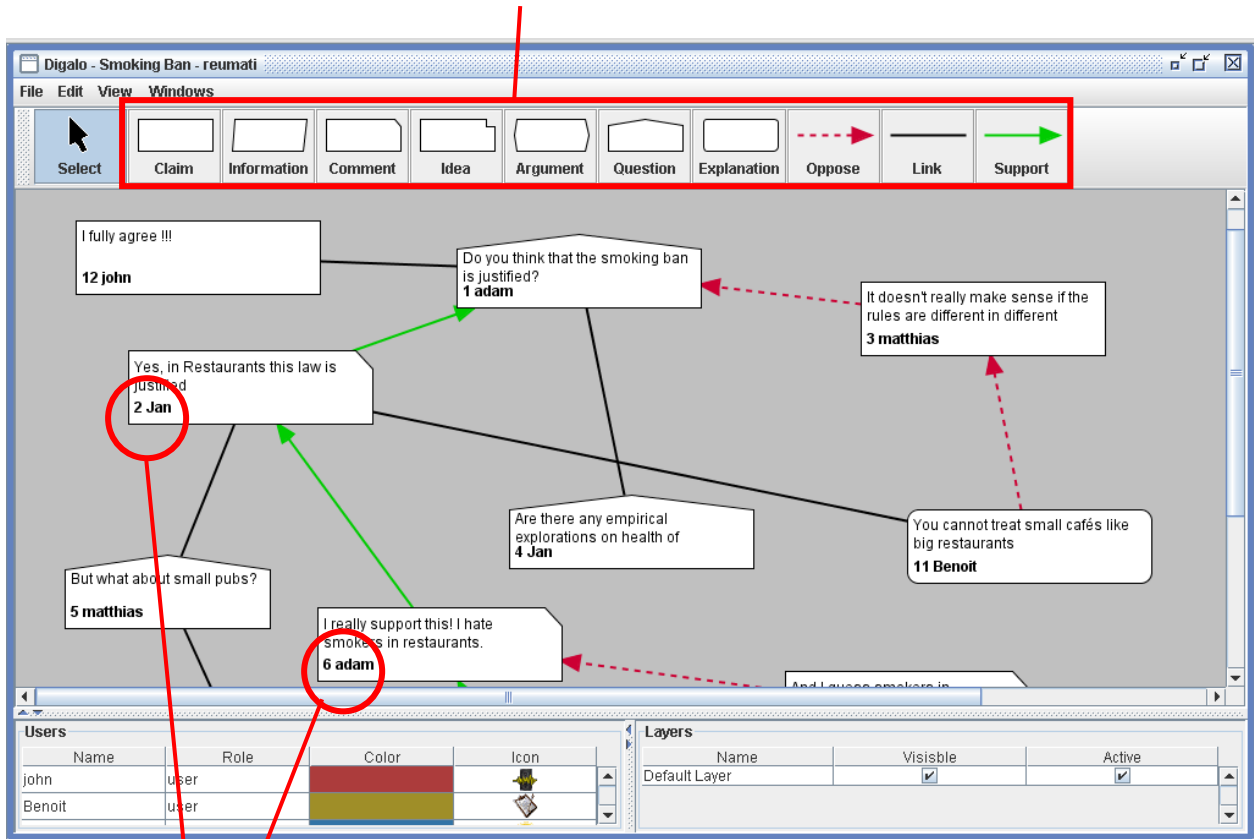 Digalo - Smoking Ban - reumati
File Edit View Windows
Select Claim Information Comment Idea Argument Question Explanation Oppose Link Support
I fully agree !!!
12 john
Do you think that the smoking ban
is justified?
1 adam
It doesn't really make sense if the
rules are different in different
3 matthias
Yes, in Restaurants this law is
justified
2 Jan
Are there any empirical
explorations on health of
4 Jan
You cannot treat small cafés like
big restaurants
11 Benoit
But what about small pubs?
5 matthias
I really support this! I hate
smokers in restaurants.
6 adam
And I guess smokers in
Users
Name Role Color Icon
john user
Benoit user
Layers
Name Visisble Active
Default Layer